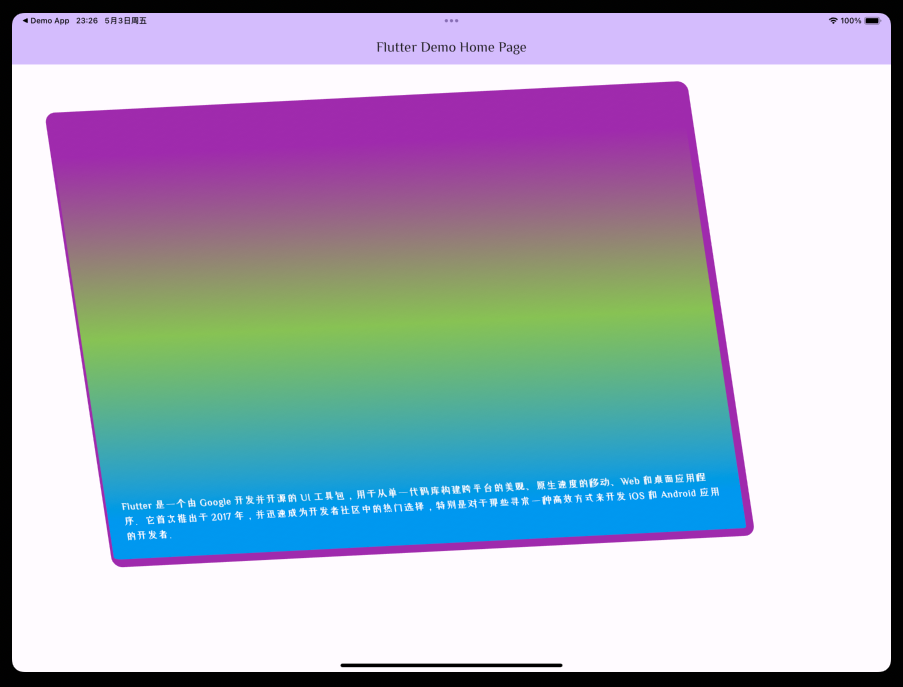 ◀ Demo App 23:26 5月3日周五
100%
Flutter Demo Home Page
Flutter 是一个由 Google 开发并开源的 UI 工具包，用于从单一代码库构建跨平台的美观、原生速度的移动、Web 和桌面应用程
序。它首次推出于 2017 年，并迅速成为开发者社区中的热门选择，特别是对于那些寻求一种高效方式来开发 iOS 和 Android 应用
的开发者。